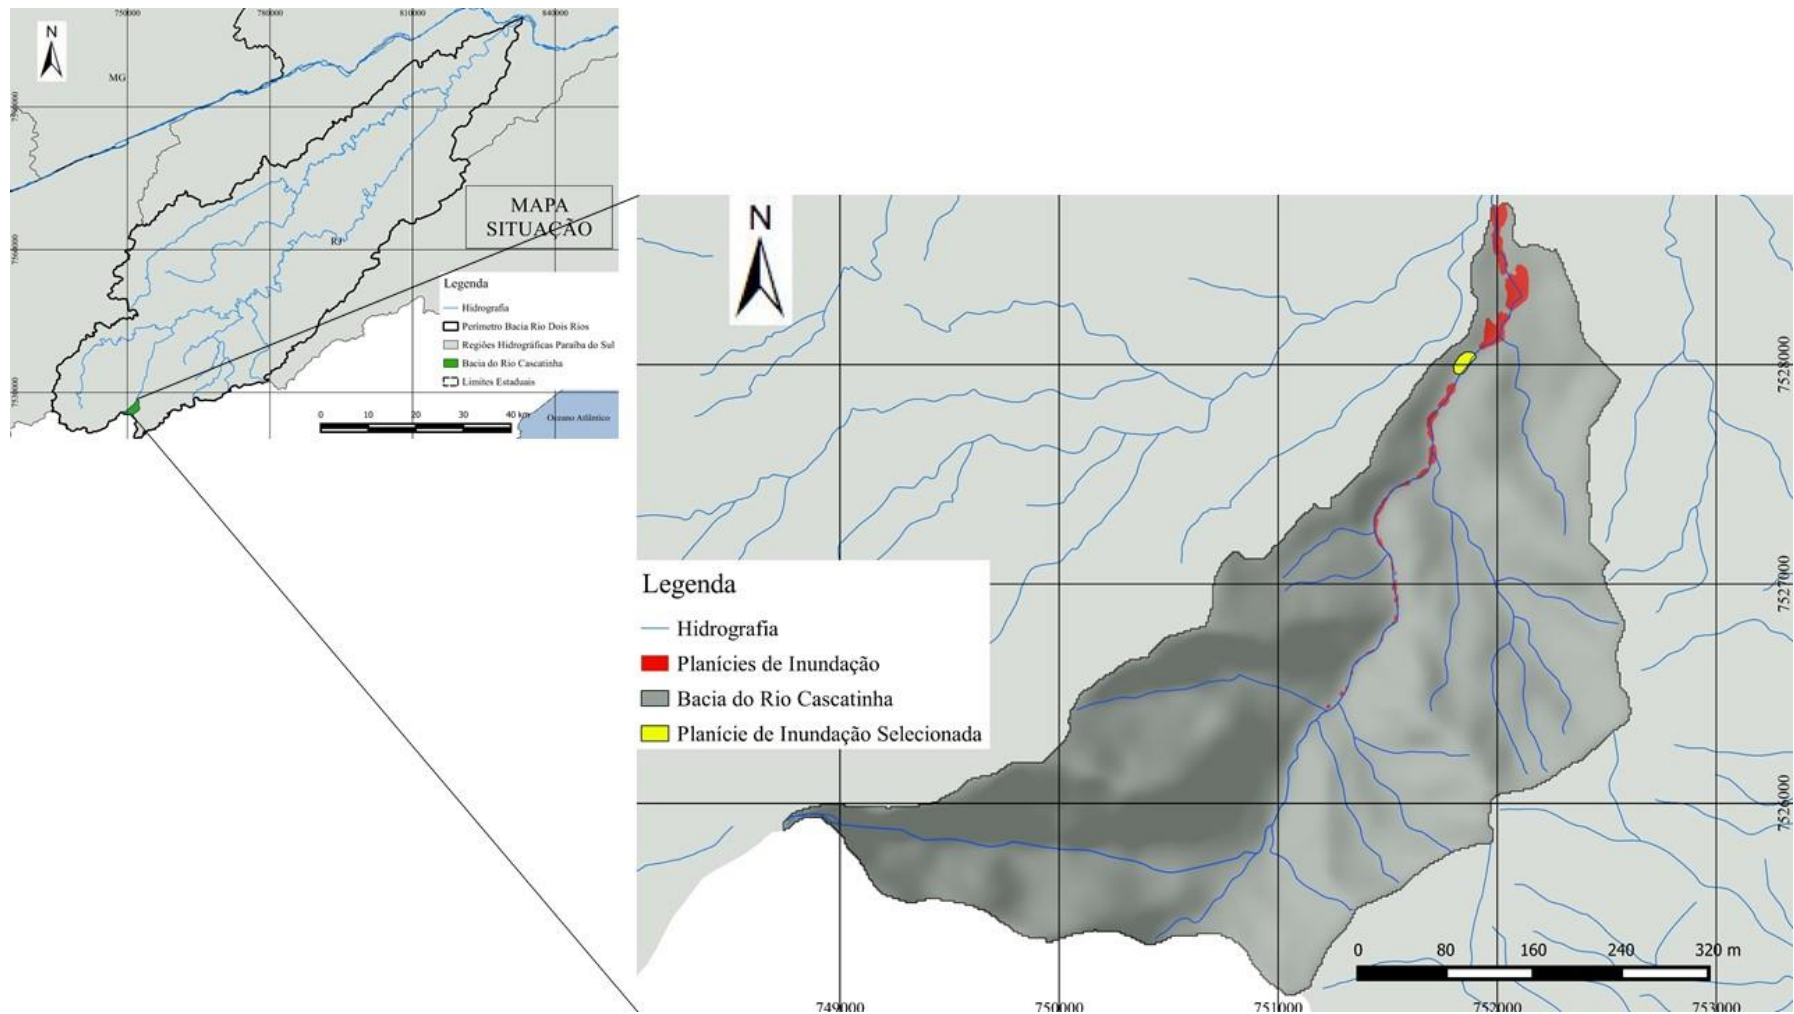 750000 780000 810000 840000
N
MG
7590000
MAPA
SITUAÇÃO
RJ
7560000
Legenda
Hidrografia
Perímetro Bacia Rio Dois Rios
Regiões Hidrográficas Paraíba do Sul
Bacia do Rio Cascatinha
Limites Estaduais
7530000
0 10 20 30 40 km
Oceano Atlântico
N
7528000
7527000
7526000
Legenda
Hidrografia
Planícies de Inundação
Bacia do Rio Cascatinha
Planície de Inundação Selecionada
0 80 160 240 320 m
749000 750000 751000 752000 753000